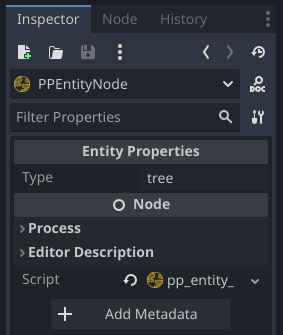 Inspector Node History
PPEntityNode
Filter Properties
Entity Properties
Type tree
Node
Process
Editor Description
Script pp_entity_
Add Metadata